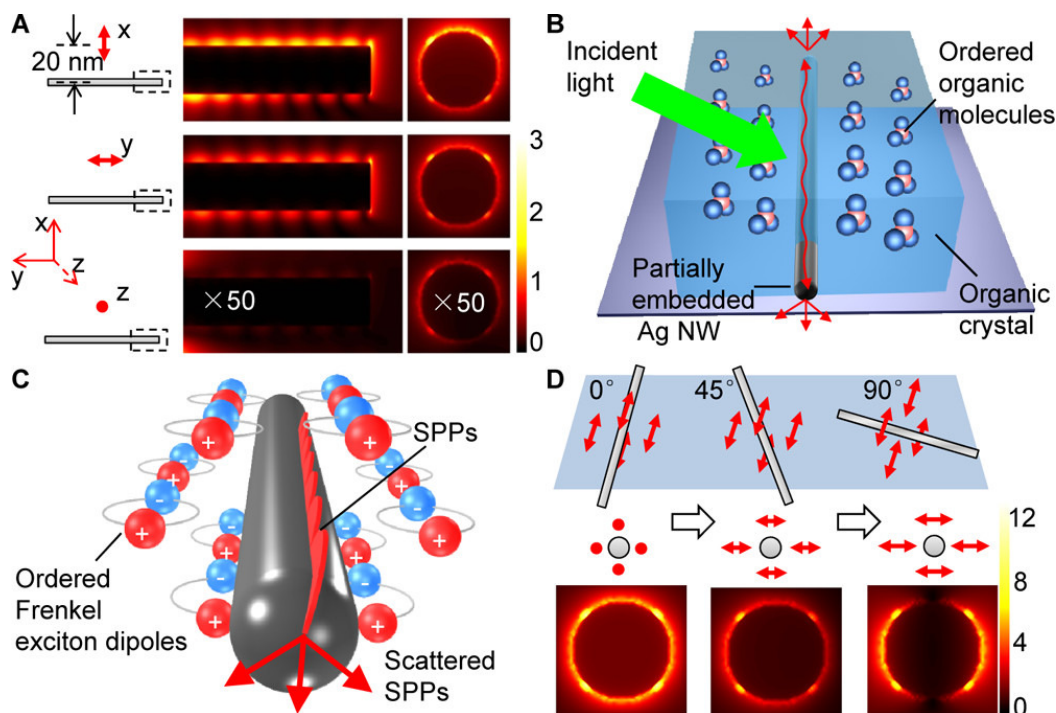 A
x
20 nm
y
x
y
z
z
×50
×50
3
2
1
0
B
Incident
light
Ordered
organic
molecules
Partially
embedded
Ag NW
Organic
crystal
C
SPPs
Ordered
Frenkel
exciton dipoles
Scattered
SPPs
+
+
-
+
-
+
-
+
-
+
-
+
-
+
-
+
-
+
-
+
D
0°
45°
90°
12
8
4
0